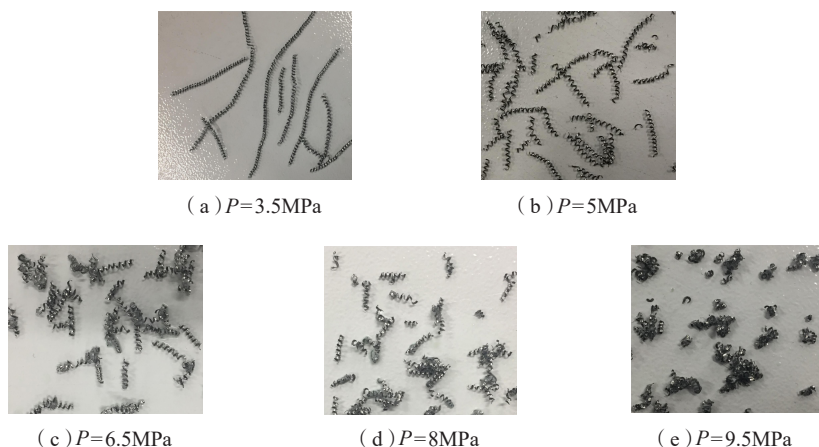 （a）P=3.5MPa
（b）P=5MPa
（c）P=6.5MPa
（d）P=8MPa
（e）P=9.5MPa